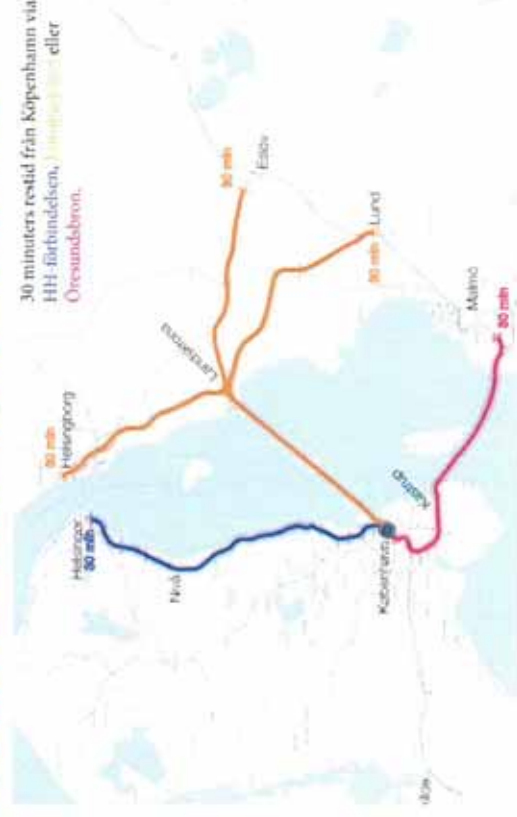 30 minuters restid från Köpenhamn via
HH-förbindelsen, eller
Öresundsbron.
30 min
Helsingborg
Helsingør
30 min
Nivå
Landskrona
30 min
Eslöv
30 min
Lund
København
Kastrup
Malmö
30 min